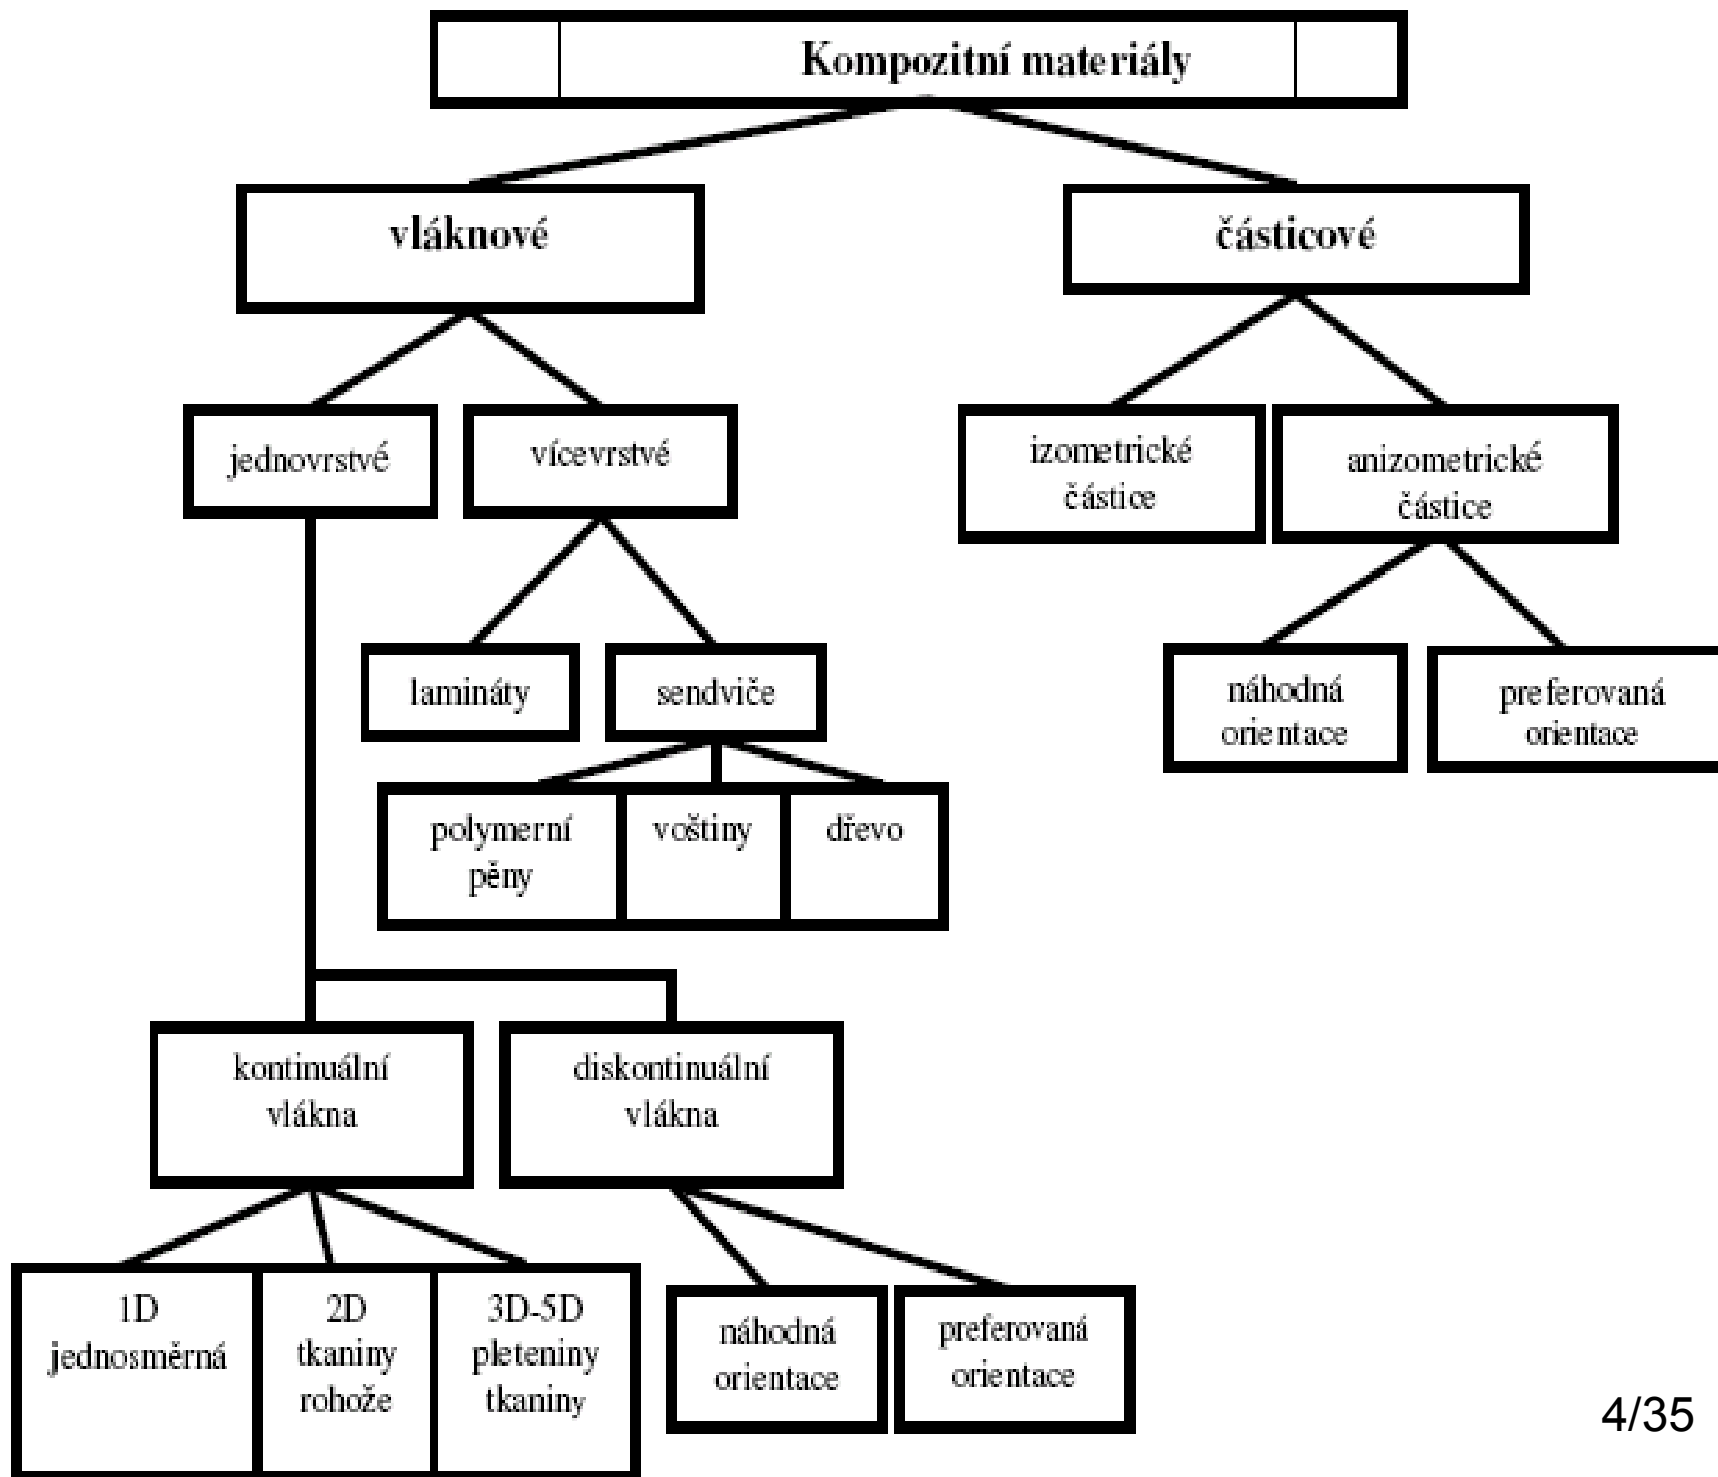 Kompozitní materiály
vláknové
částicové
jednovrstvé
vícevrstvé
izometrické
částice
anizometrické
částice
lamináty
sendviče
náhodná
orientace
preferovaná
orientace
polymerní
pěny
voštiny
dřevo
kontinuální
vlákna
diskontinuální
vlákna
1D
jednosměrná
2D
tkaniny
rohože
3D-5D
pleteniny
tkaniny
náhodná
orientace
preferovaná
orientace
4/35